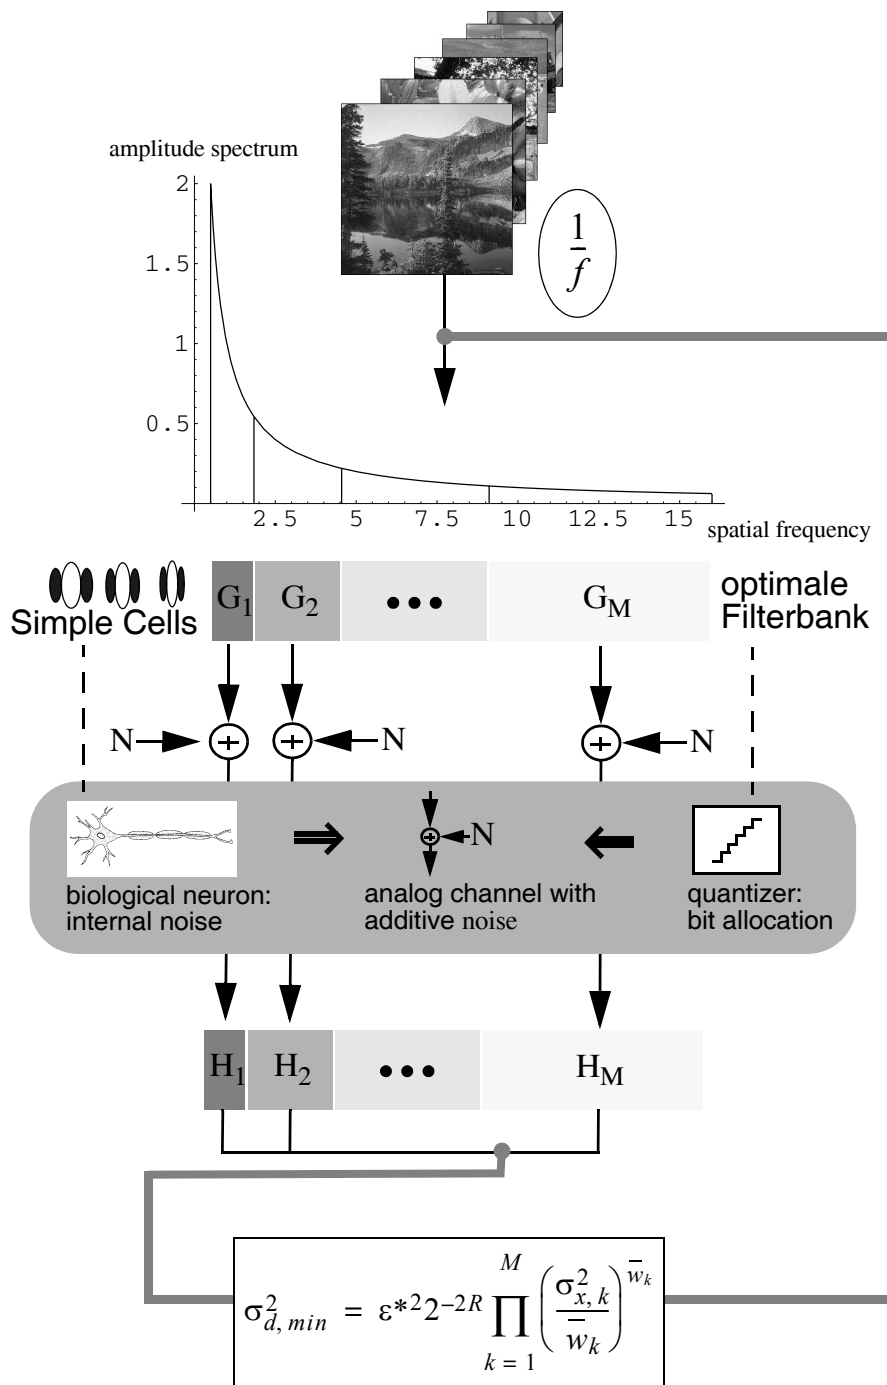 amplitude spectrum
2
1.5
1
0.5
1
f
2.5 5 7.5 10 12.5 15
spatial frequency
Simple Cells
G1 G2 ••• GM
optimale
Filterbank
N + + N + N
+ N
biological neuron:
internal noise
analog channel with
additive noise
quantizer:
bit allocation
H1 H2 ••• HM
σ²d, min = ε*² 2^−2R ∏ k = 1 M (σ²x, k / w̅k)^w̅k